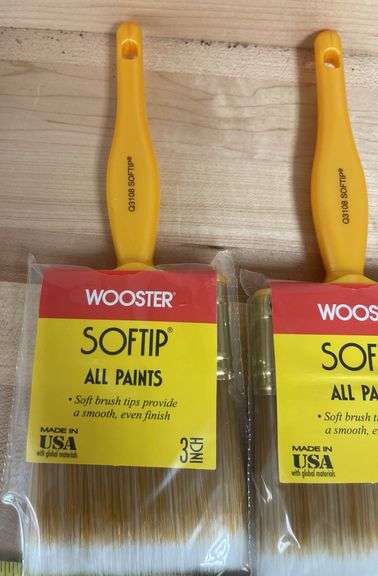 Q3108 SOFTIP®
WOOSTER®
SOFTIP®
ALL PAINTS
• Soft brush tips provide
a smooth, even finish
MADE IN
USA
with global materials
3 INCH
Q3108 SOFTIP®
WOOS
SOF
ALL PA
• Soft brush t
a smooth, e
MADE IN
USA
with global materials